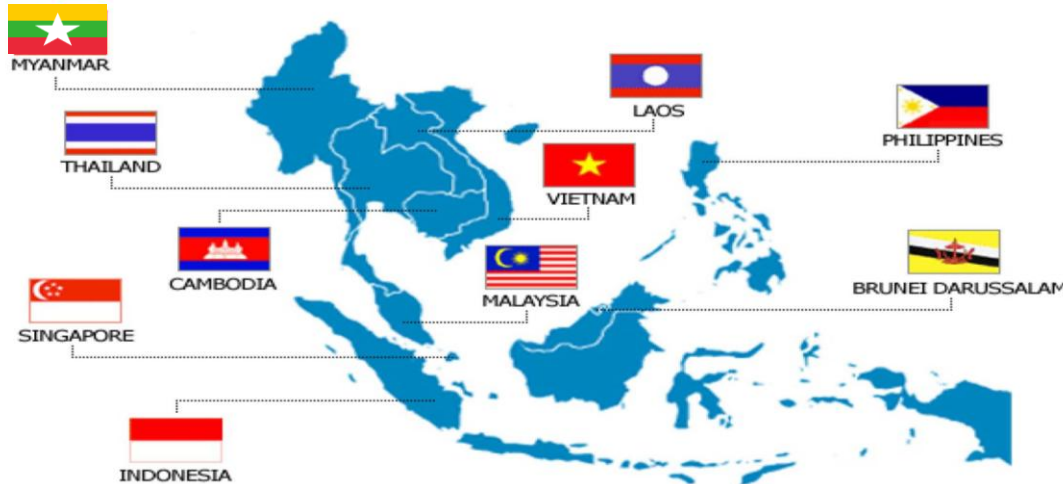 MYANMAR
LAOS
PHILIPPINES
THAILAND
VIETNAM
CAMBODIA
MALAYSIA
BRUNEI DARUSSALAM
SINGAPORE
INDONESIA